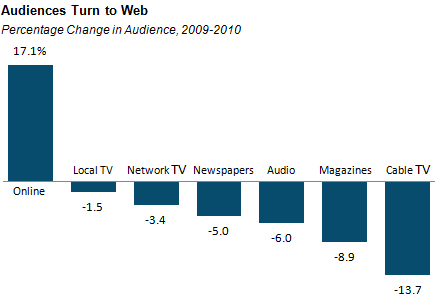 Audiences Turn to Web
Percentage Change in Audience, 2009-2010
17.1%
Local TV Network TV Newspapers Audio Magazines Cable TV
Online
-1.5
-3.4
-5.0
-6.0
-8.9
-13.7